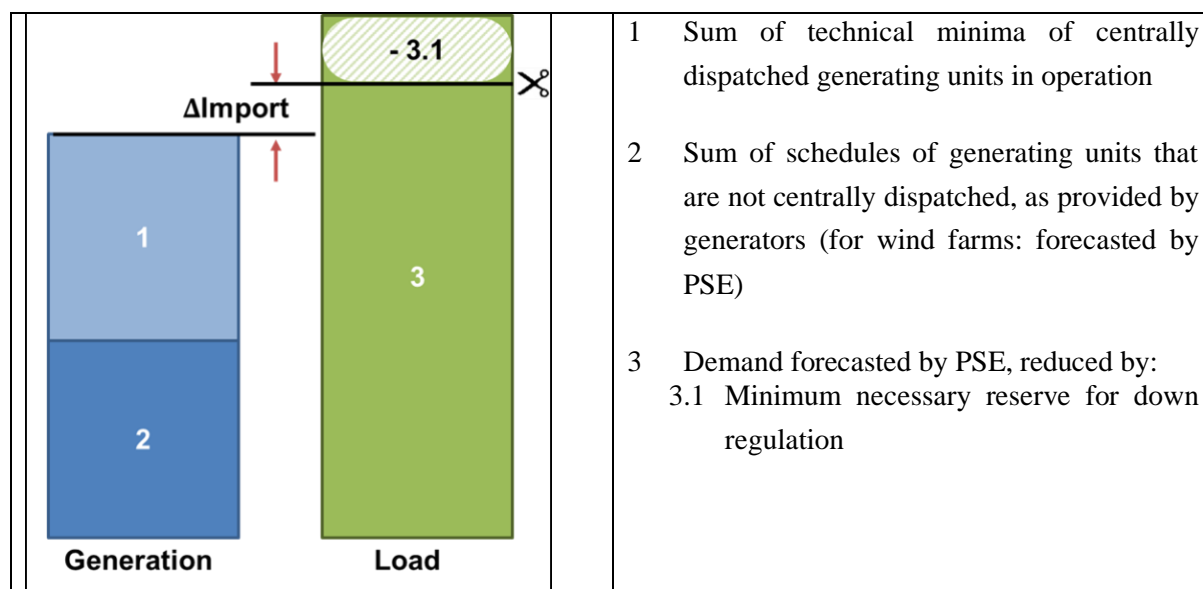 - 3.1
ΔImport
1
3
2
Generation
Load
1 Sum of technical minima of centrally
dispatched generating units in operation
2 Sum of schedules of generating units that
are not centrally dispatched, as provided by
generators (for wind farms: forecasted by
PSE)
3 Demand forecasted by PSE, reduced by:
3.1 Minimum necessary reserve for down
regulation